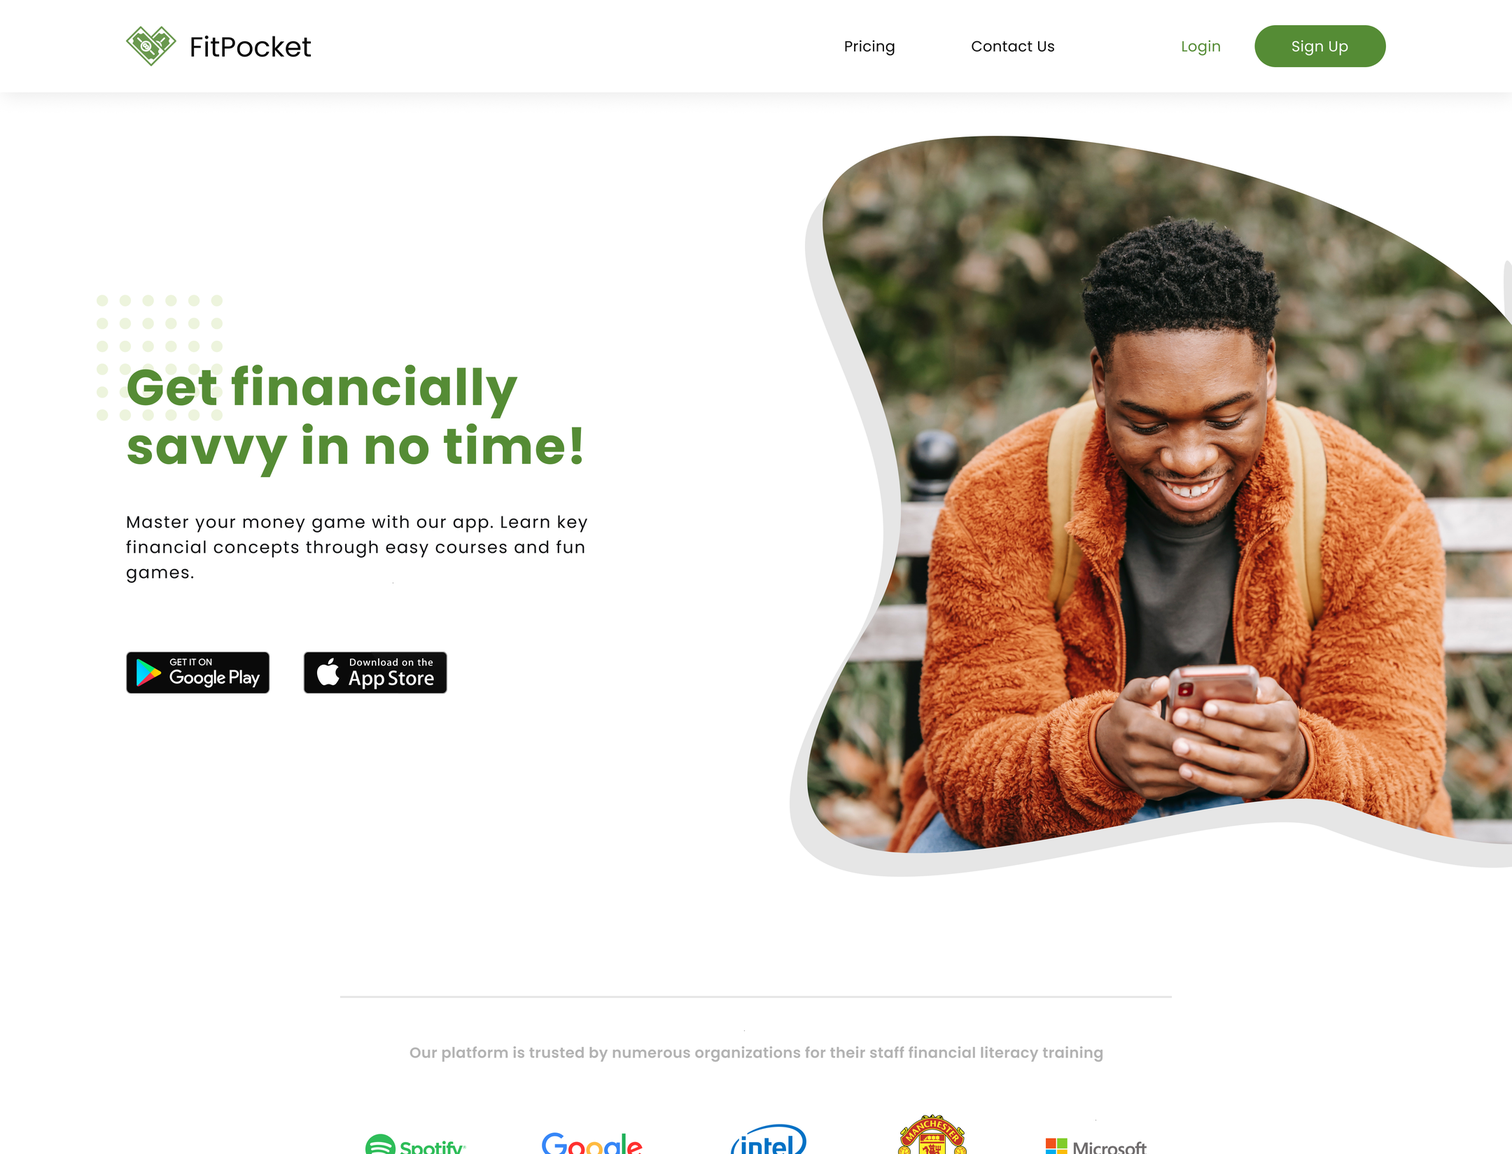 FitPocket
Pricing
Contact Us
Login
Sign Up
Get financially
savvy in no time!
Master your money game with our app. Learn key
financial concepts through easy courses and fun
games.
GET IT ON
Google Play
Download on the
App Store
Our platform is trusted by numerous organizations for their staff financial literacy training
Spotify
Google
intel
MANCHESTER
Microsoft